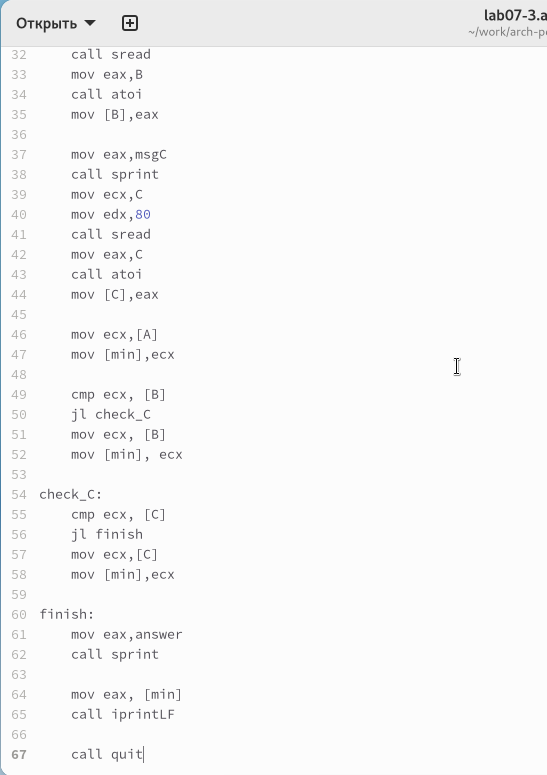 Открыть
lab07-3.a
~/work/arch-p
32 call sread
33 mov eax,B
34 call atoi
35 mov [B],eax
36
37 mov eax,msgC
38 call sprint
39 mov ecx,C
40 mov edx,80
41 call sread
42 mov eax,C
43 call atoi
44 mov [C],eax
45
46 mov ecx,[A]
47 mov [min],ecx
48
49 cmp ecx, [B]
50 jl check_C
51 mov ecx, [B]
52 mov [min], ecx
53
54 check_C:
55 cmp ecx, [C]
56 jl finish
57 mov ecx,[C]
58 mov [min],ecx
59
60 finish:
61 mov eax,answer
62 call sprint
63
64 mov eax, [min]
65 call iprintLF
66
67 call quit